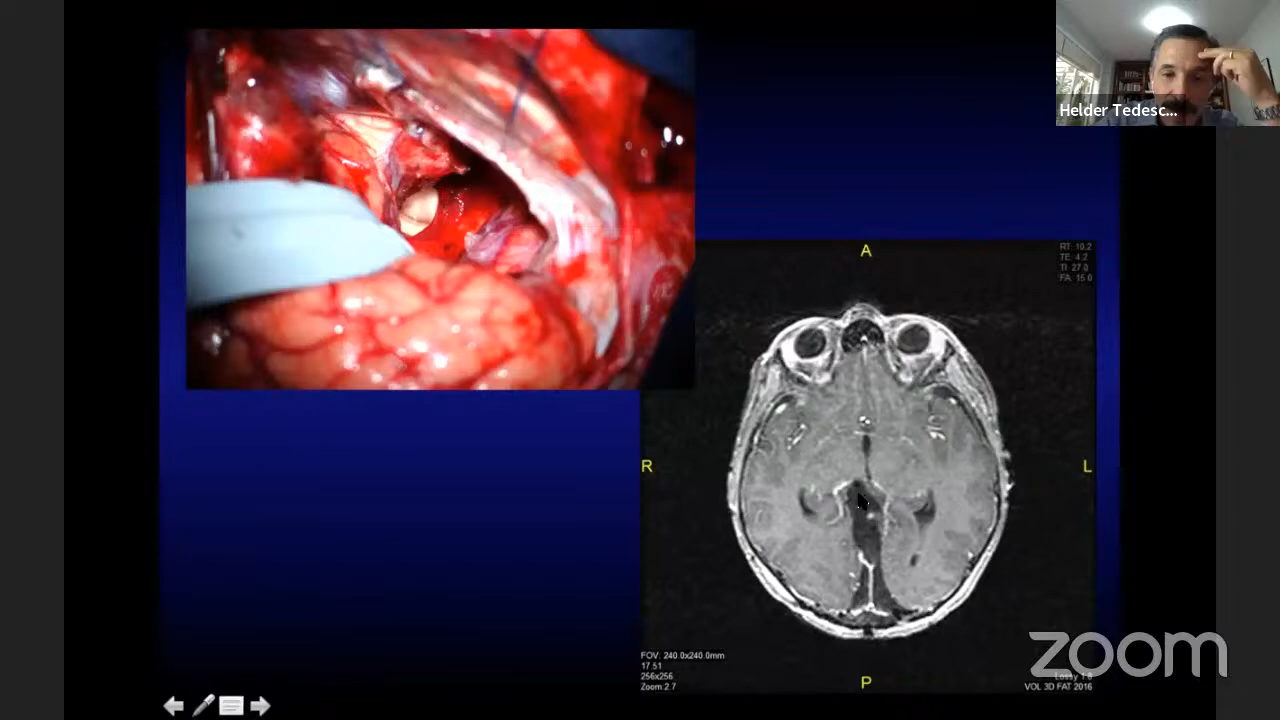 Helder Tedesc...
A
RT: 10.2
TE: 4.2
TI: 27.0
FA: 15.0
R
L
FOV: 240.0x240.0mm
17.51
256x256
Zoom 2.7
P
VOL 3D FAT 2016
zoom